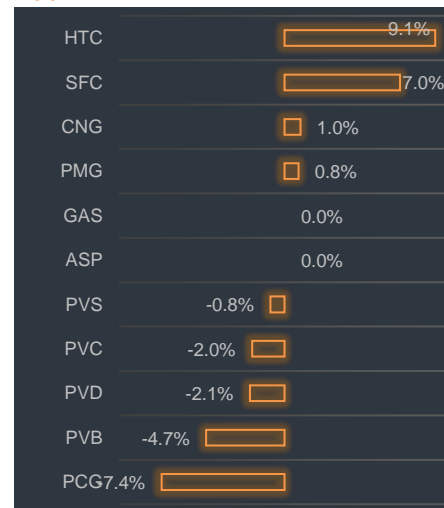 HTC 9.1%
SFC 7.0%
CNG 1.0%
PMG 0.8%
GAS 0.0%
ASP 0.0%
PVS -0.8%
PVC -2.0%
PVD -2.1%
PVB -4.7%
PCG -7.4%